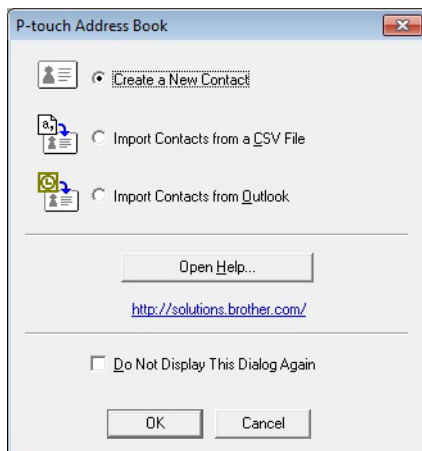 P-touch Address Book
Create a New Contact
a,
Import Contacts from a CSV File
Import Contacts from Outlook
Open Help...
http://solutions.brother.com/
Do Not Display This Dialog Again
OK Cancel